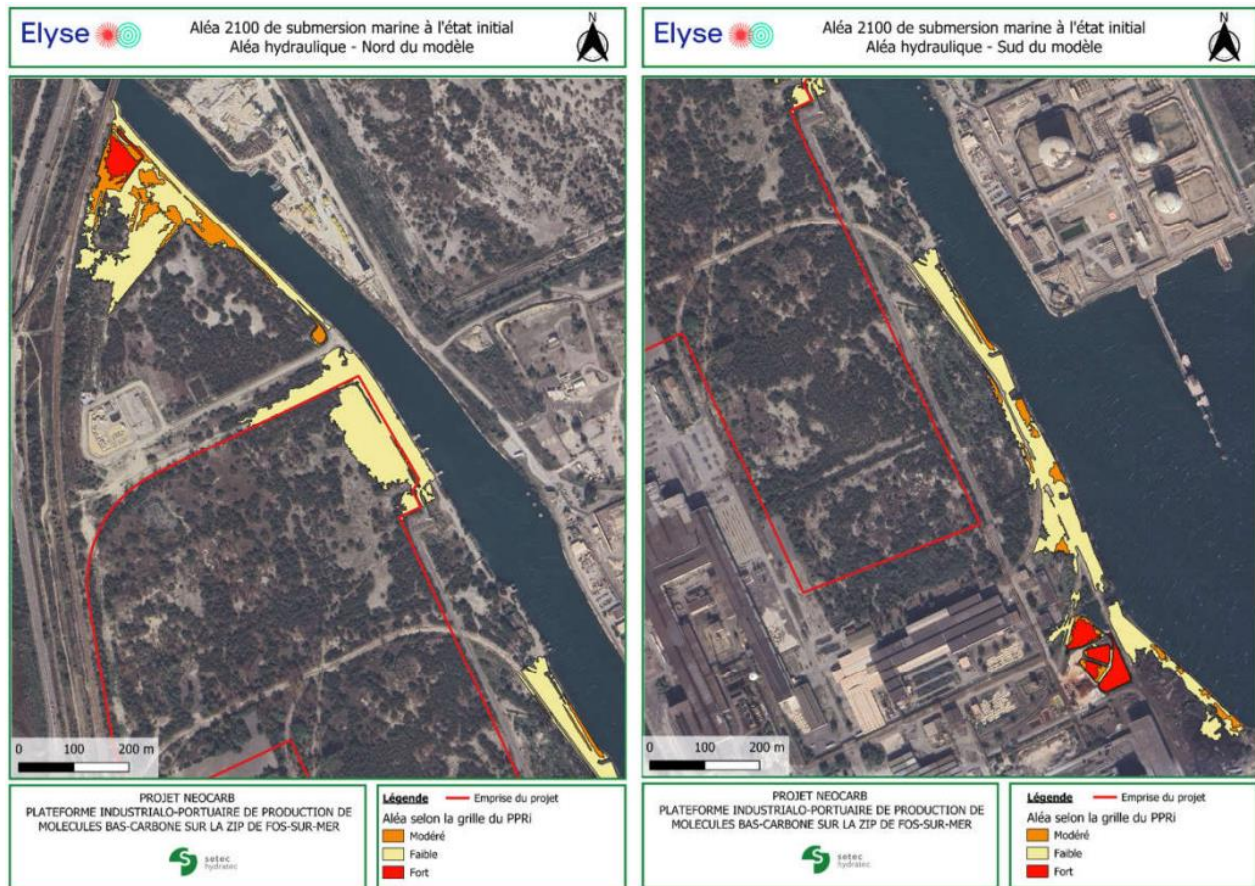 Elyse
Aléa 2100 de submersion marine à l'état initial
Aléa hydraulique - Nord du modèle
N
0 100 200 m
PROJET NEOCARB
PLATEFORME INDUSTRIALO-PORTUAIRE DE PRODUCTION DE
MOLECULES BAS-CARBONE SUR LA ZIP DE FOS-SUR-MER
setec
hydratec
Légende
Emprise du projet
Aléa selon la grille du PPRi
Modéré
Faible
Fort
Elyse
Aléa 2100 de submersion marine à l'état initial
Aléa hydraulique - Sud du modèle
N
0 100 200 m
PROJET NEOCARB
PLATEFORME INDUSTRIALO-PORTUAIRE DE PRODUCTION DE
MOLECULES BAS-CARBONE SUR LA ZIP DE FOS-SUR-MER
setec
hydratec
Légende
Emprise du projet
Aléa selon la grille du PPRi
Modéré
Faible
Fort